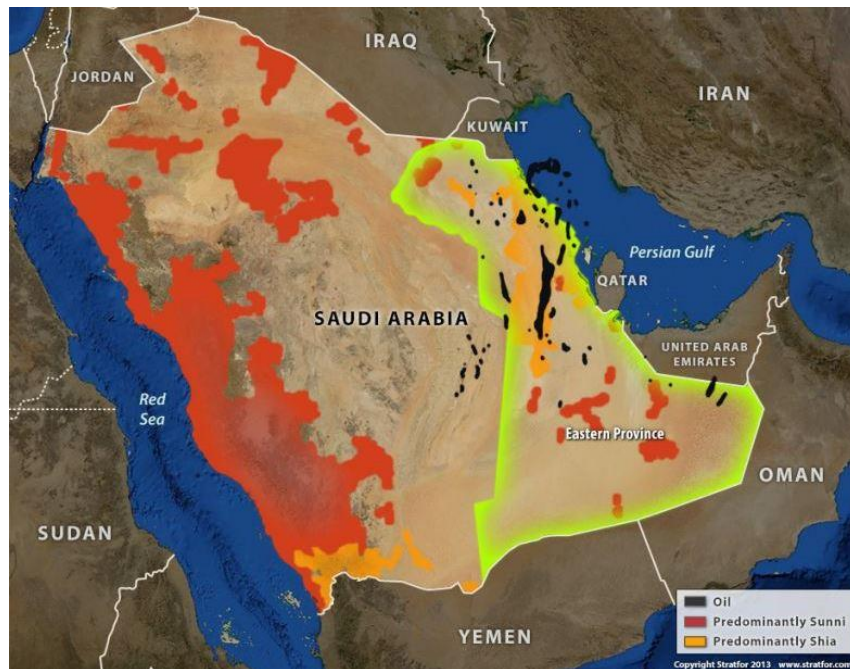 IRAQ
JORDAN
IRAN
KUWAIT
Persian Gulf
QATAR
SAUDI ARABIA
UNITED ARAB
EMIRATES
Red
Sea
Eastern Province
OMAN
SUDAN
YEMEN
Oil
Predominantly Sunni
Predominantly Shia
Copyright Stratfor 2013 www.stratfor.com